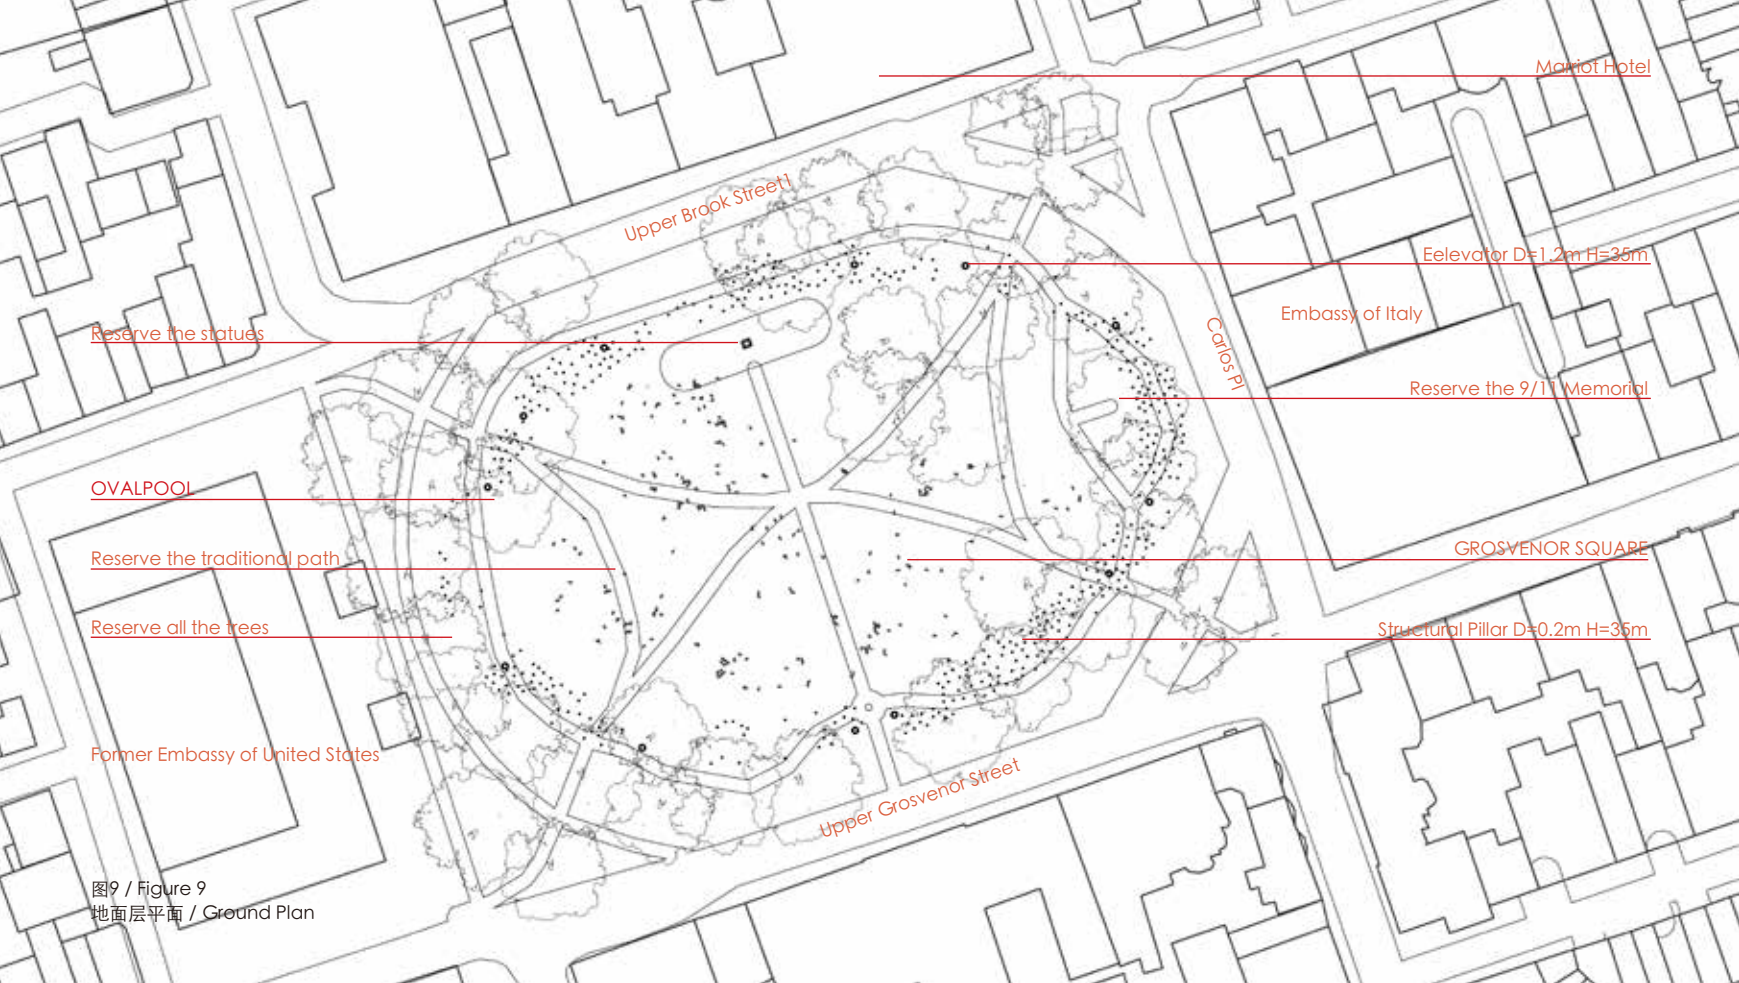 Marriot Hotel
Upper Brook Street1
Eelevator D=1.2m H=35m
Embassy of Italy
Carlos Pl
Reserve the statues
Reserve the 9/11 Memorial
OVALPOOL
GROSVENOR SQUARE
Reserve the traditional path
Reserve all the trees
Structural Pillar D=0.2m H=35m
Former Embassy of United States
Upper Grosvenor Street
图9 / Figure 9
地面层平面 / Ground Plan